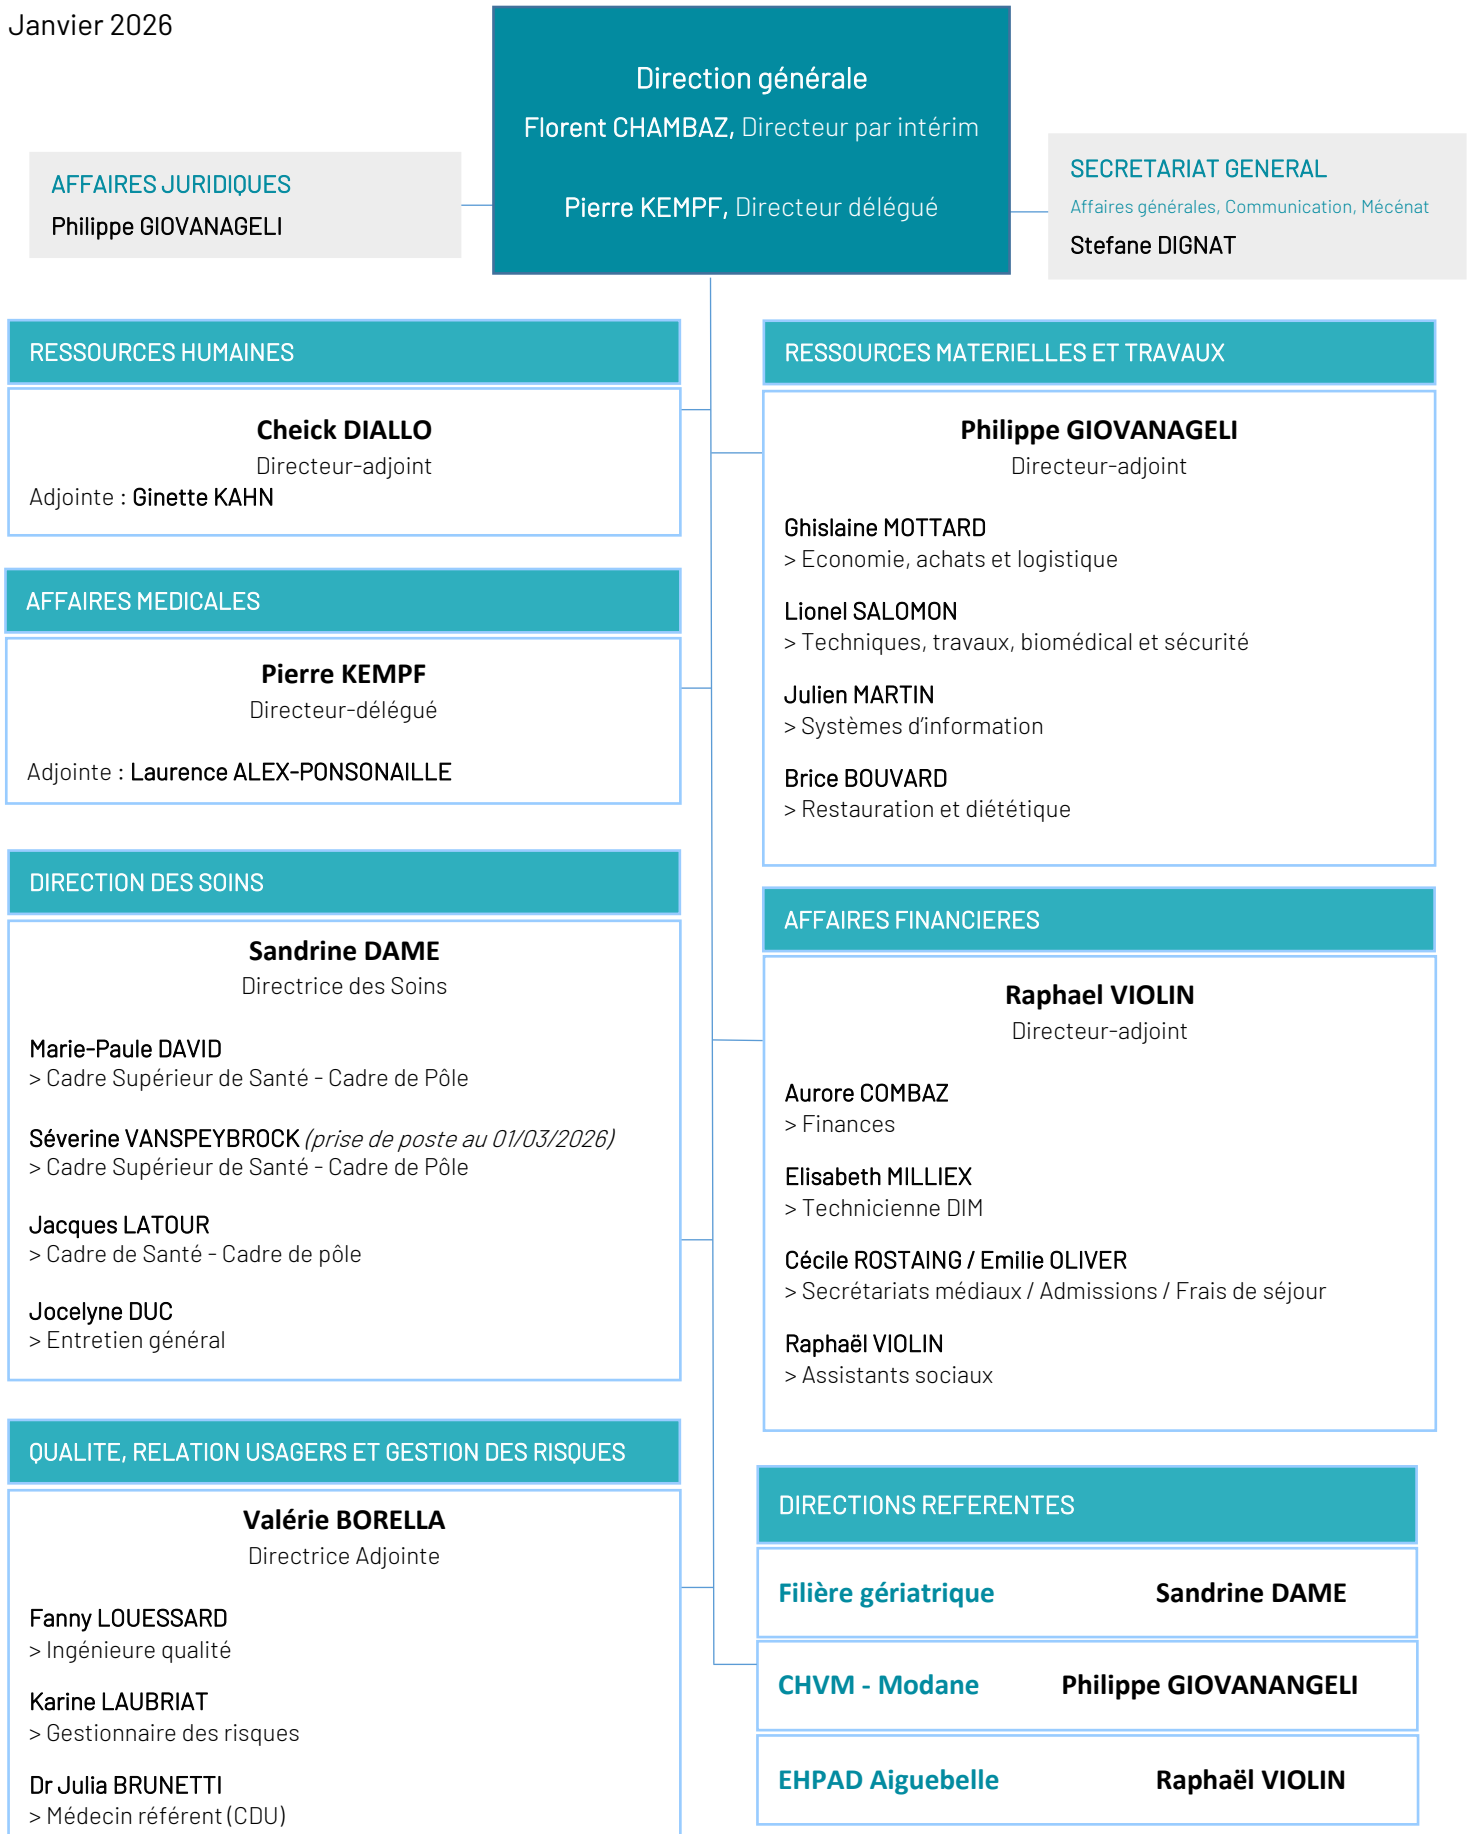 Janvier 2026
Direction générale
Florent CHAMBAZ, Directeur par intérim
Pierre KEMPF, Directeur délégué
AFFAIRES JURIDIQUES
Philippe GIOVANAGELI
SECRETARIAT GENERAL
Affaires générales, Communication, Mécénat
Stefane DIGNAT
RESSOURCES HUMAINES
Cheick DIALLO
Directeur-adjoint
Adjointe : Ginette KAHN
AFFAIRES MEDICALES
Pierre KEMPF
Directeur-délégué
Adjointe : Laurence ALEX-PONSONAILLE
DIRECTION DES SOINS
Sandrine DAME
Directrice des Soins
Marie-Paule DAVID
> Cadre Supérieur de Santé - Cadre de Pôle
Séverine VANSPEYBROCK (prise de poste au 01/03/2026)
> Cadre Supérieur de Santé - Cadre de Pôle
Jacques LATOUR
> Cadre de Santé - Cadre de pôle
Jocelyne DUC
> Entretien général
QUALITE, RELATION USAGERS ET GESTION DES RISQUES
Valérie BORELLA
Directrice Adjointe
Fanny LOUESSARD
> Ingénieure qualité
Karine LAUBRIAT
> Gestionnaire des risques
Dr Julia BRUNETTI
> Médecin référent (CDU)
RESSOURCES MATERIELLES ET TRAVAUX
Philippe GIOVANAGELI
Directeur-adjoint
Ghislaine MOTTARD
> Economie, achats et logistique
Lionel SALOMON
> Techniques, travaux, biomédical et sécurité
Julien MARTIN
> Systèmes d'information
Brice BOUVARD
> Restauration et diététique
AFFAIRES FINANCIERES
Raphael VIOLIN
Directeur-adjoint
Aurore COMBAZ
> Finances
Elisabeth MILLIEX
> Technicienne DIM
Cécile ROSTAING / Emilie OLIVER
> Secrétariats médiaux / Admissions / Frais de séjour
Raphaël VIOLIN
> Assistants sociaux
DIRECTIONS REFERENTES
Filière gériatrique Sandrine DAME
CHVM - Modane Philippe GIOVANANGELI
EHPAD Aiguebelle Raphaël VIOLIN